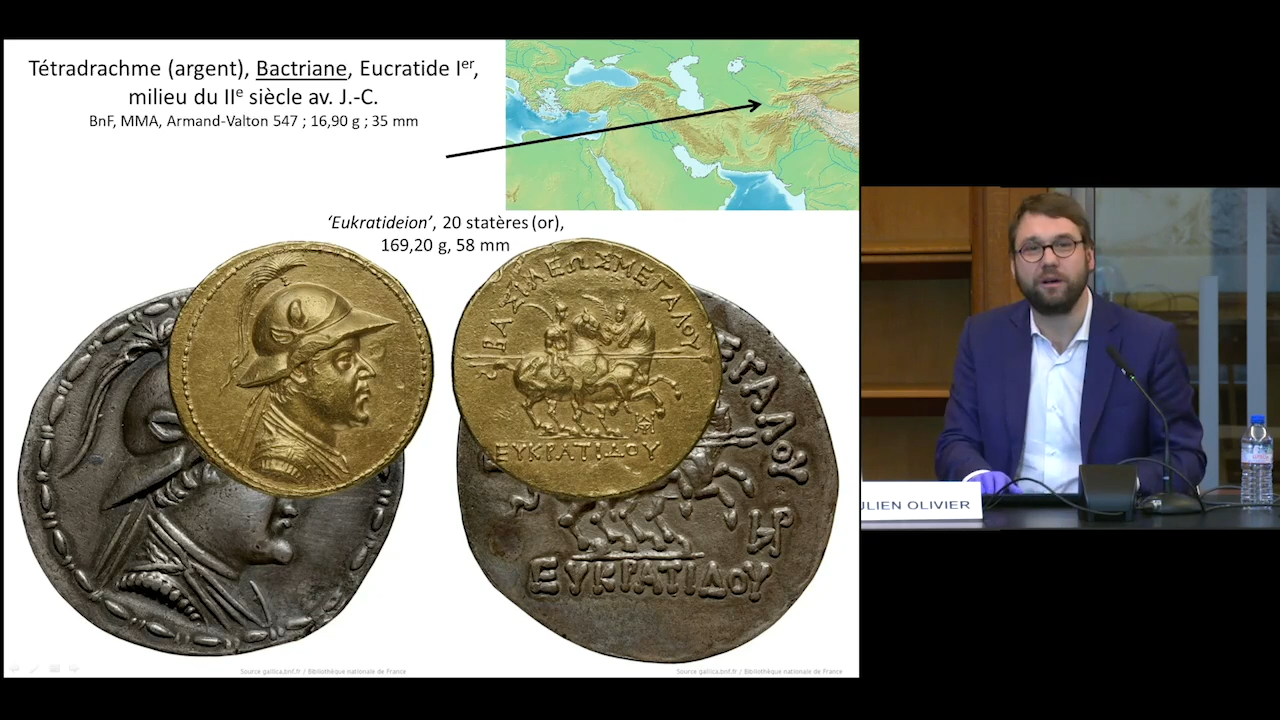 Tétradrachme (argent), Bactriane, Eucratide Ier,
milieu du IIe siècle av. J.-C.
BnF, MMA, Armand-Valton 547 ; 16,90 g ; 35 mm
‘Eukratideion’, 20 statères (or),
169,20 g, 58 mm
ΒΑΣΙΛΕΩΣ ΜΕΓΑΛΟΥ
ΕΥΚΡΑΤΙΔΟΥ
ΕΓΑΛΟΥ
ΕΥΚΡΑΤΙΔΟΥ
Source gallica.bnf.fr / Bibliothèque nationale de France
Source gallica.bnf.fr / Bibliothèque nationale de France
ULIEN OLIVIER